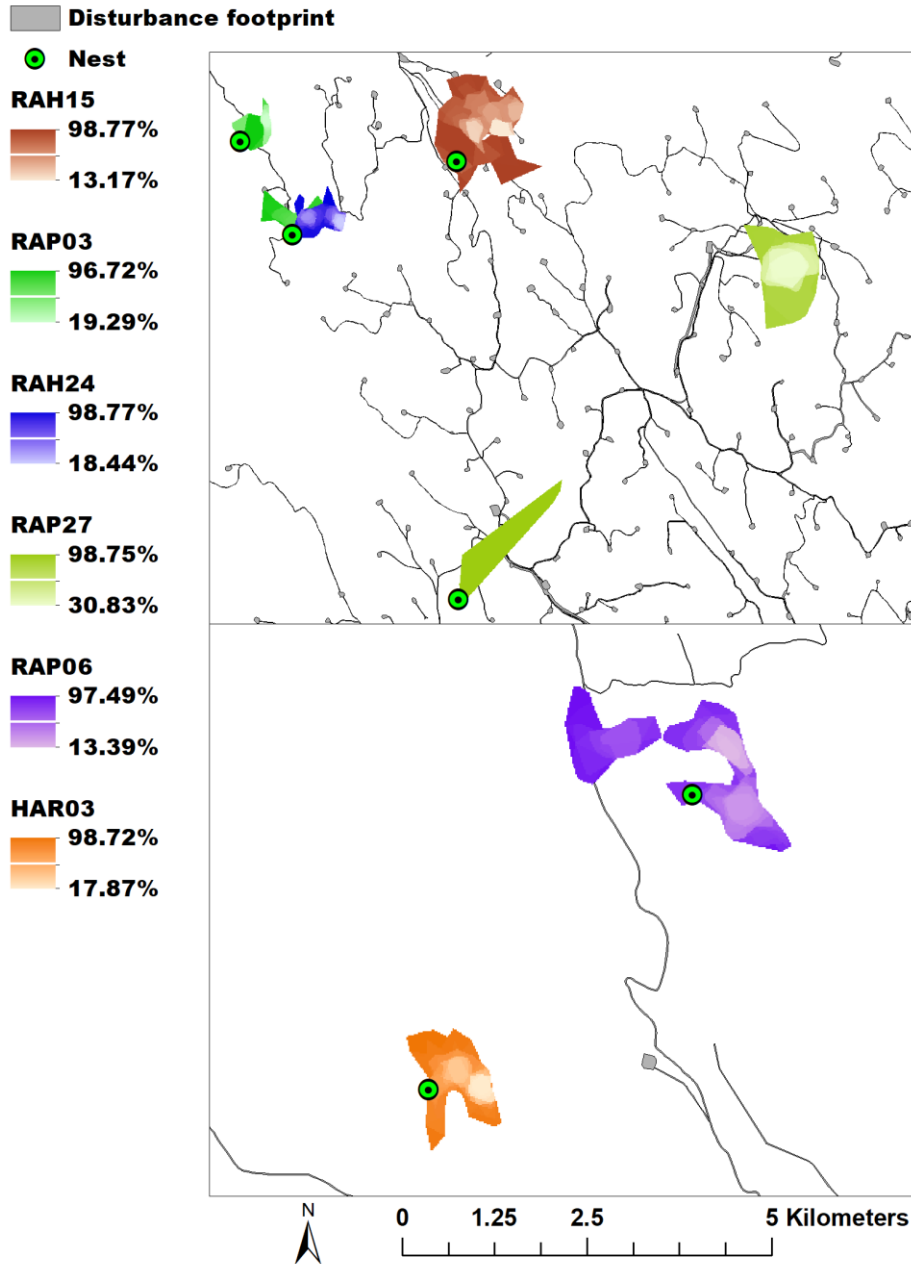 Disturbance footprint
Nest
RAH15
98.77%
13.17%
RAP03
96.72%
19.29%
RAH24
98.77%
18.44%
RAP27
98.75%
30.83%
RAP06
97.49%
13.39%
HAR03
98.72%
17.87%
N
0 1.25 2.5 5 Kilometers